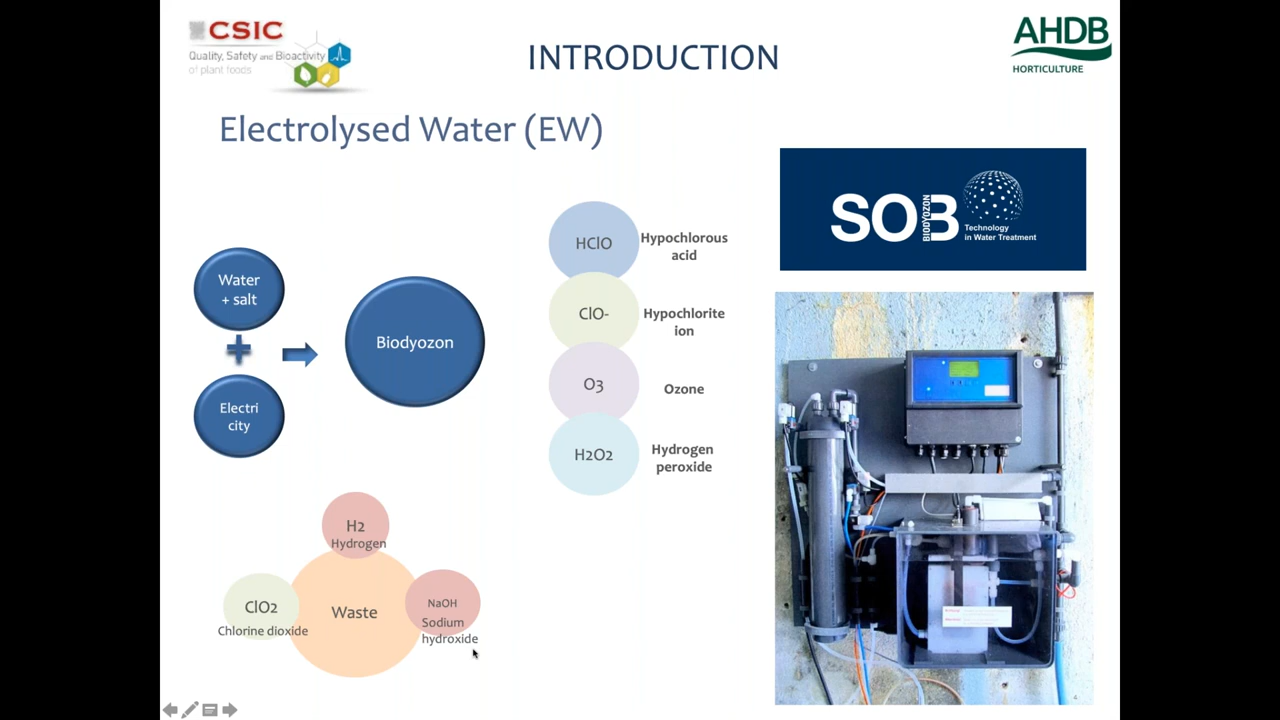 CSIC
Quality, Safety and Bioactivity
of plant foods
INTRODUCTION
AHDB
HORTICULTURE
Electrolysed Water (EW)
SOB
BIODYOZON
Technology
in Water Treatment
Water
+ salt
Electri
city
Biodyozon
HClO
Hypochlorous
acid
ClO-
Hypochlorite
ion
O3
Ozone
H2O2
Hydrogen
peroxide
H2
Hydrogen
ClO2
Chlorine dioxide
Waste
NaOH
Sodium
hydroxide
4